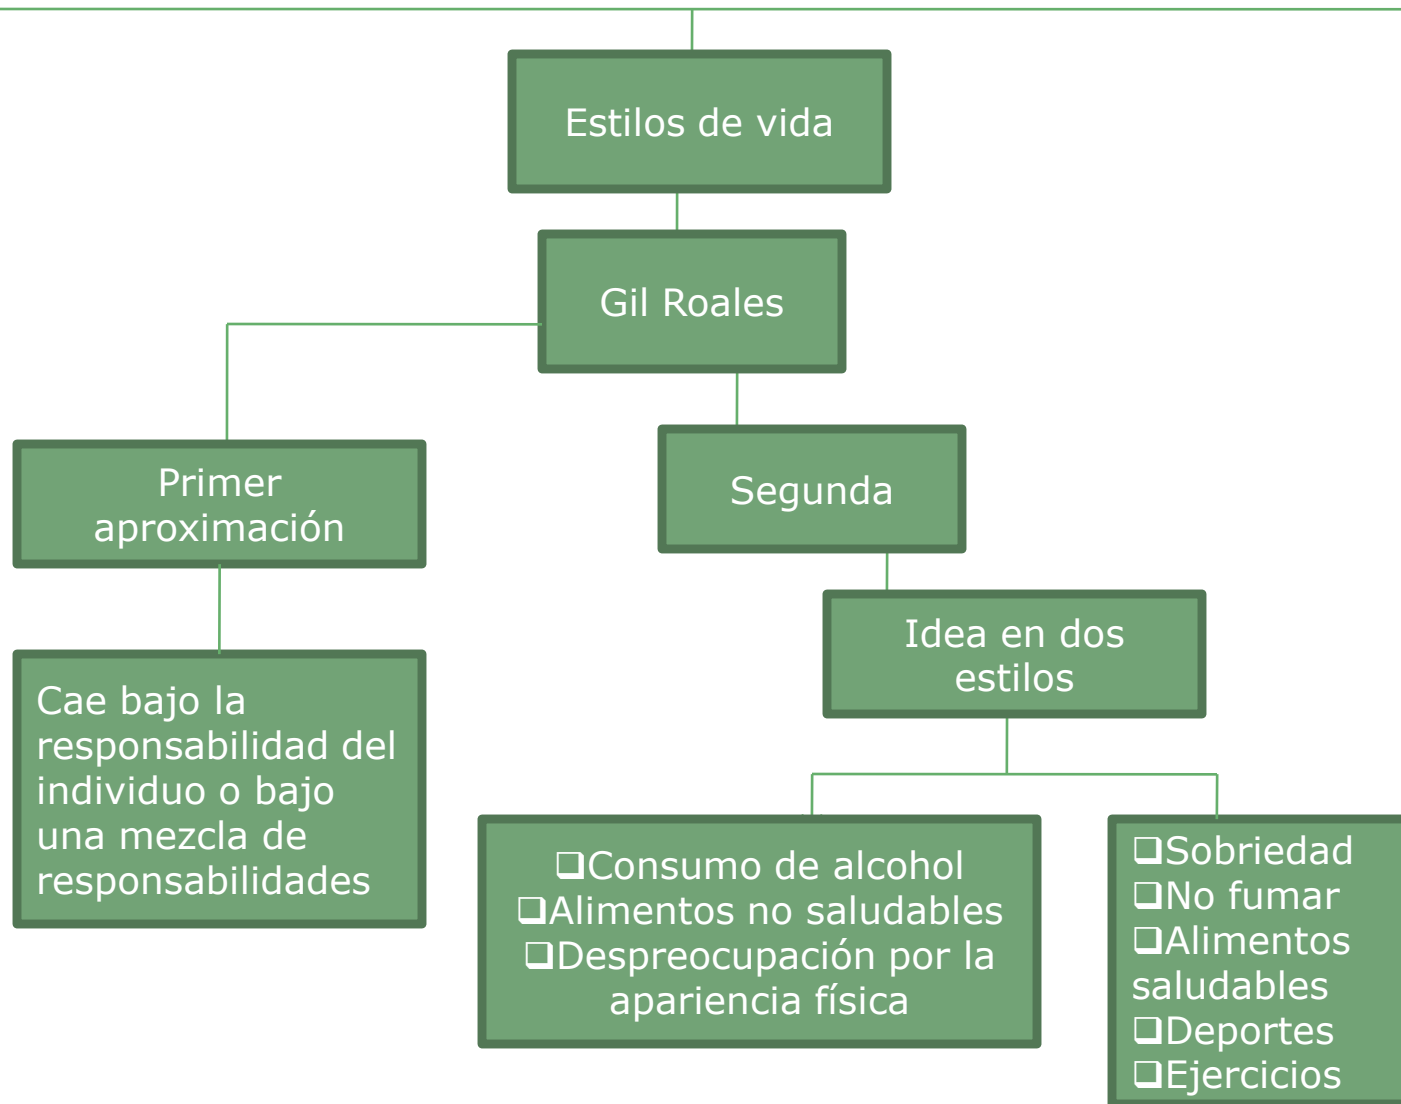 Estilos de vida
Gil Roales
Primer
aproximación
Segunda
Cae bajo la
responsabilidad del
individuo o bajo
una mezcla de
responsabilidades
Idea en dos
estilos
❑Consumo de alcohol
❑Alimentos no saludables
❑Despreocupación por la
apariencia física
❑Sobriedad
❑No fumar
❑Alimentos
saludables
❑Deportes
❑Ejercicios